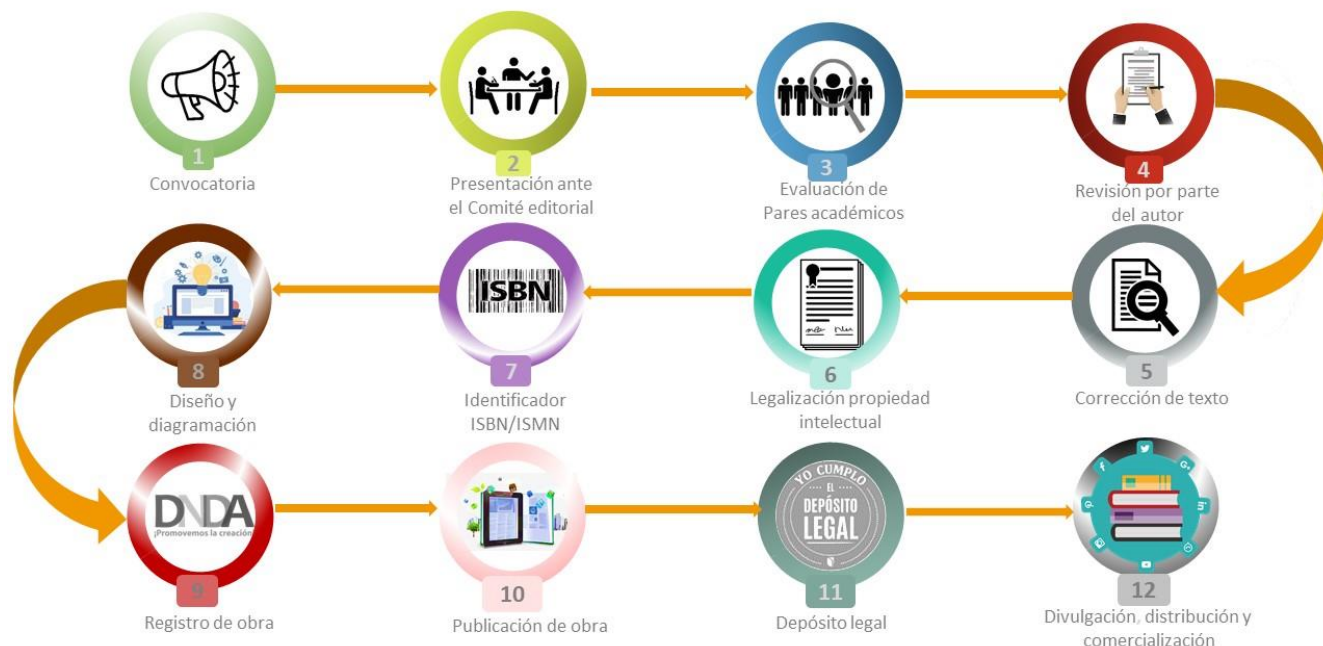 1
Convocatoria
2
Presentación ante
el Comité editorial
3
Evaluación de
Pares académicos
4
Revisión por parte
del autor
5
Corrección de texto
6
Legalización propiedad
intelectual
ISBN
7
Identificador
ISBN/ISMN
8
Diseño y
diagramación
DNDA
¡Promovemos la creación!
9
Registro de obra
10
Publicación de obra
YO CUMPLO
EL
DEPÓSITO
LEGAL
11
Depósito legal
f
G+
in
12
Divulgación, distribución y
comercialización